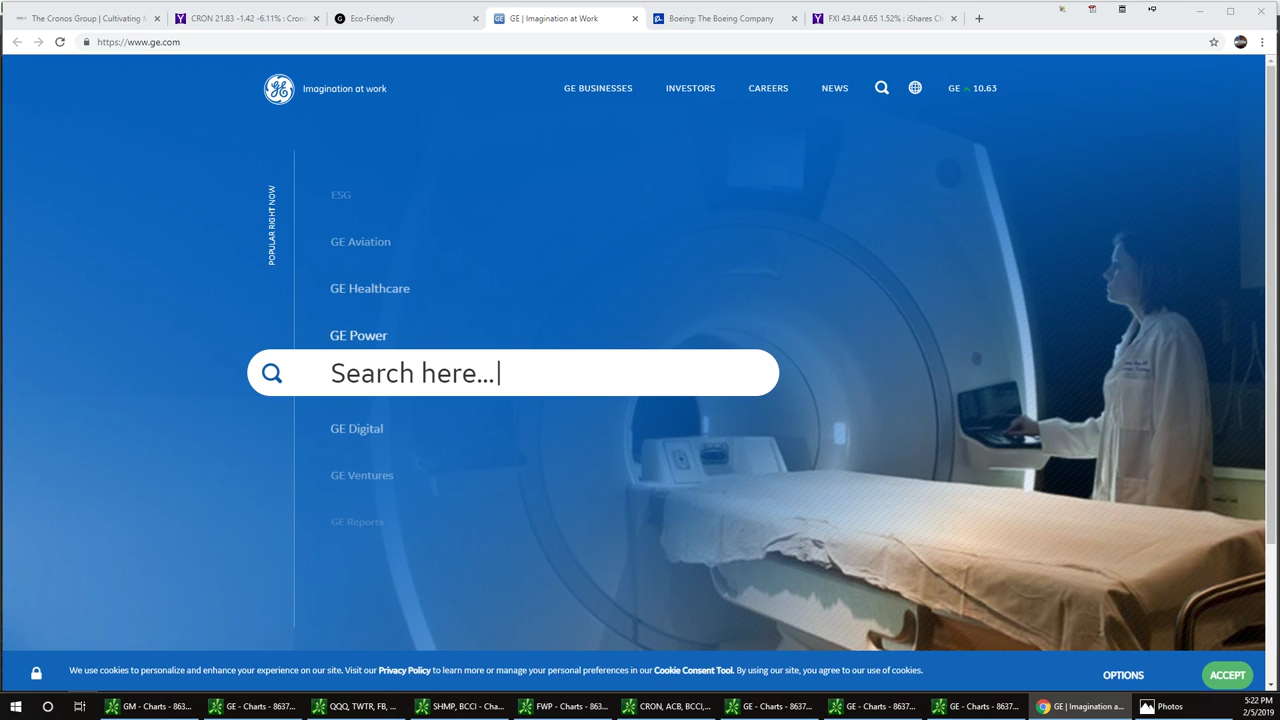 The Cronos Group | Cultivating
CRON 21.83 -1.42 -6.11% : Cron
Eco-Friendly
GE | Imagination at Work
Boeing: The Boeing Company
FXI 43.44 0.65 1.52% : iShares Ch
https://www.ge.com
GE
Imagination at work
GE BUSINESSES
INVESTORS
CAREERS
NEWS
GE 10.63
POPULAR RIGHT NOW
ESG
GE Aviation
GE Healthcare
GE Power
Search here...
GE Digital
GE Ventures
GE Reports
We use cookies to personalize and enhance your experience on our site. Visit our Privacy Policy to learn more or manage your personal preferences in our Cookie Consent Tool. By using our site, you agree to our use of cookies.
OPTIONS
ACCEPT
GM - Charts - 863...
GE - Charts - 8637...
QQQ, TWTR, FB, ...
SHMP, BCCI - Cha...
FWP - Charts - 863...
CRON, ACB, BCCI,...
GE - Charts - 8637...
GE - Charts - 8637...
GE - Charts - 8637...
GE | Imagination a...
Photos
5:22 PM
2/5/2019